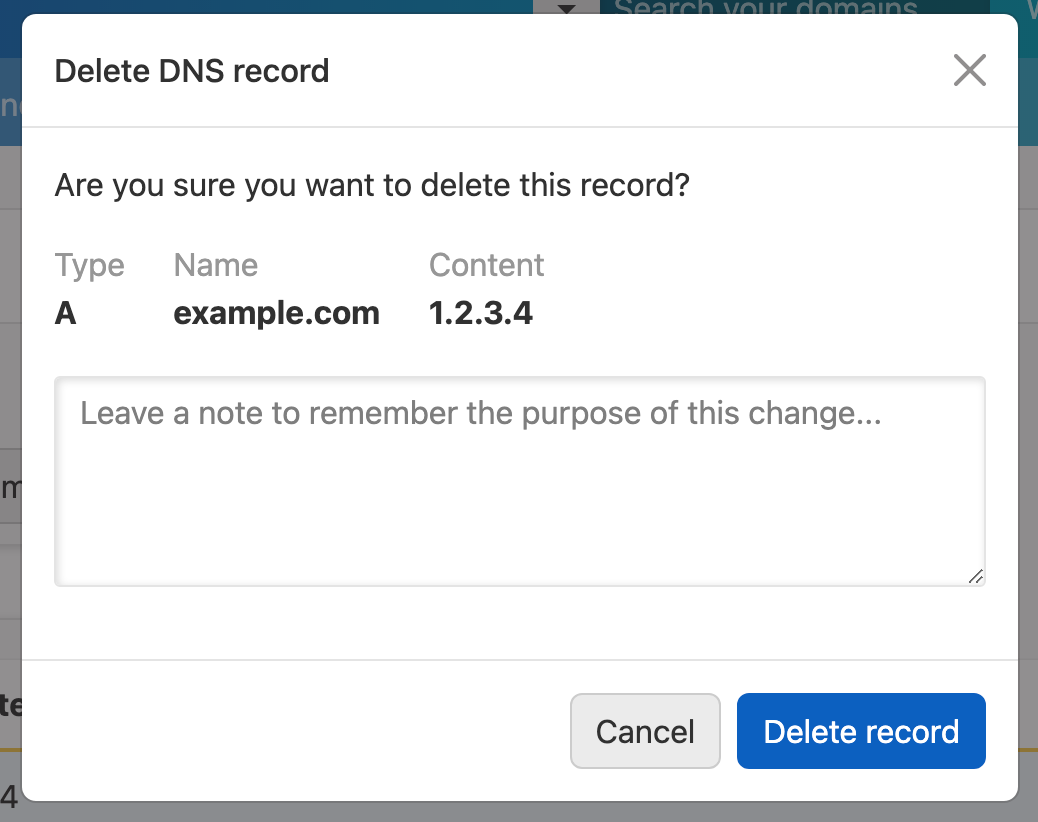 Search your domains
Delete DNS record
Are you sure you want to delete this record?
Type Name Content
A example.com 1.2.3.4
Leave a note to remember the purpose of this change...
Cancel Delete record
4